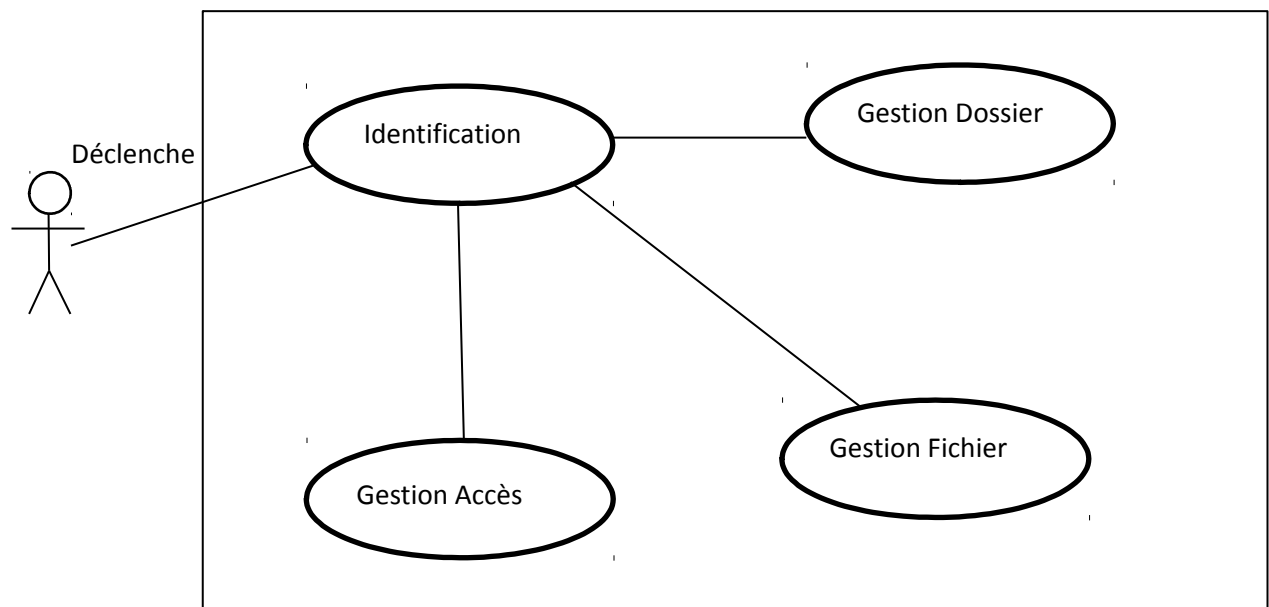 Déclenche
Identification
Gestion Dossier
Gestion Fichier
Gestion Accès